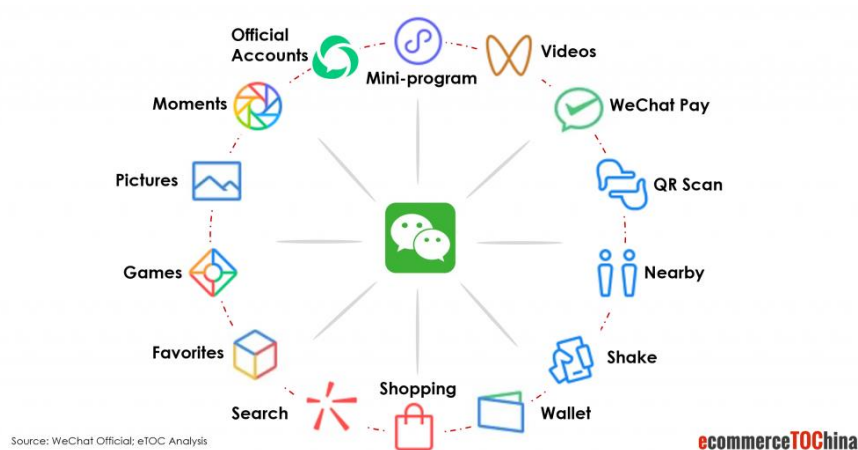 Official
Accounts
Mini-program
Videos
Moments
WeChat Pay
Pictures
QR Scan
Games
Nearby
Favorites
Shake
Search
Shopping
Wallet
Source: WeChat Official; eTOC Analysis
ecommerceTOChina